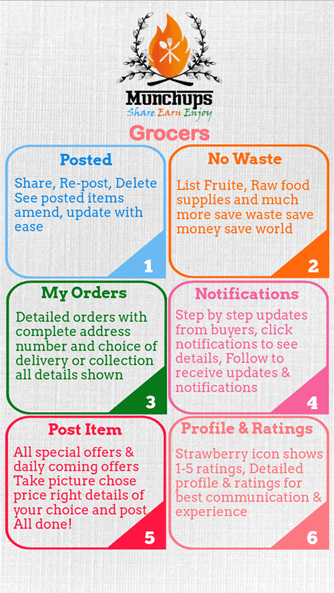 Munchups
Share Earn Enjoy
Grocers
Posted
Share, Re-post, Delete
See posted items
amend, update with
ease
1
No Waste
List Fruite, Raw food
supplies and much
more save waste save
money save world
2
My Orders
Detailed orders with
complete address
number and choice of
delivery or collection
all details shown
3
Notifications
Step by step updates
from buyers, click
notifications to see
details, Follow to
receive updates &
notifications
4
Post Item
All special offers &
daily coming offers
Take picture chose
price right details of
your choice and post
All done!
5
Profile & Ratings
Strawberry icon shows
1-5 ratings, Detailed
profile & ratings for
best communication &
experience
6